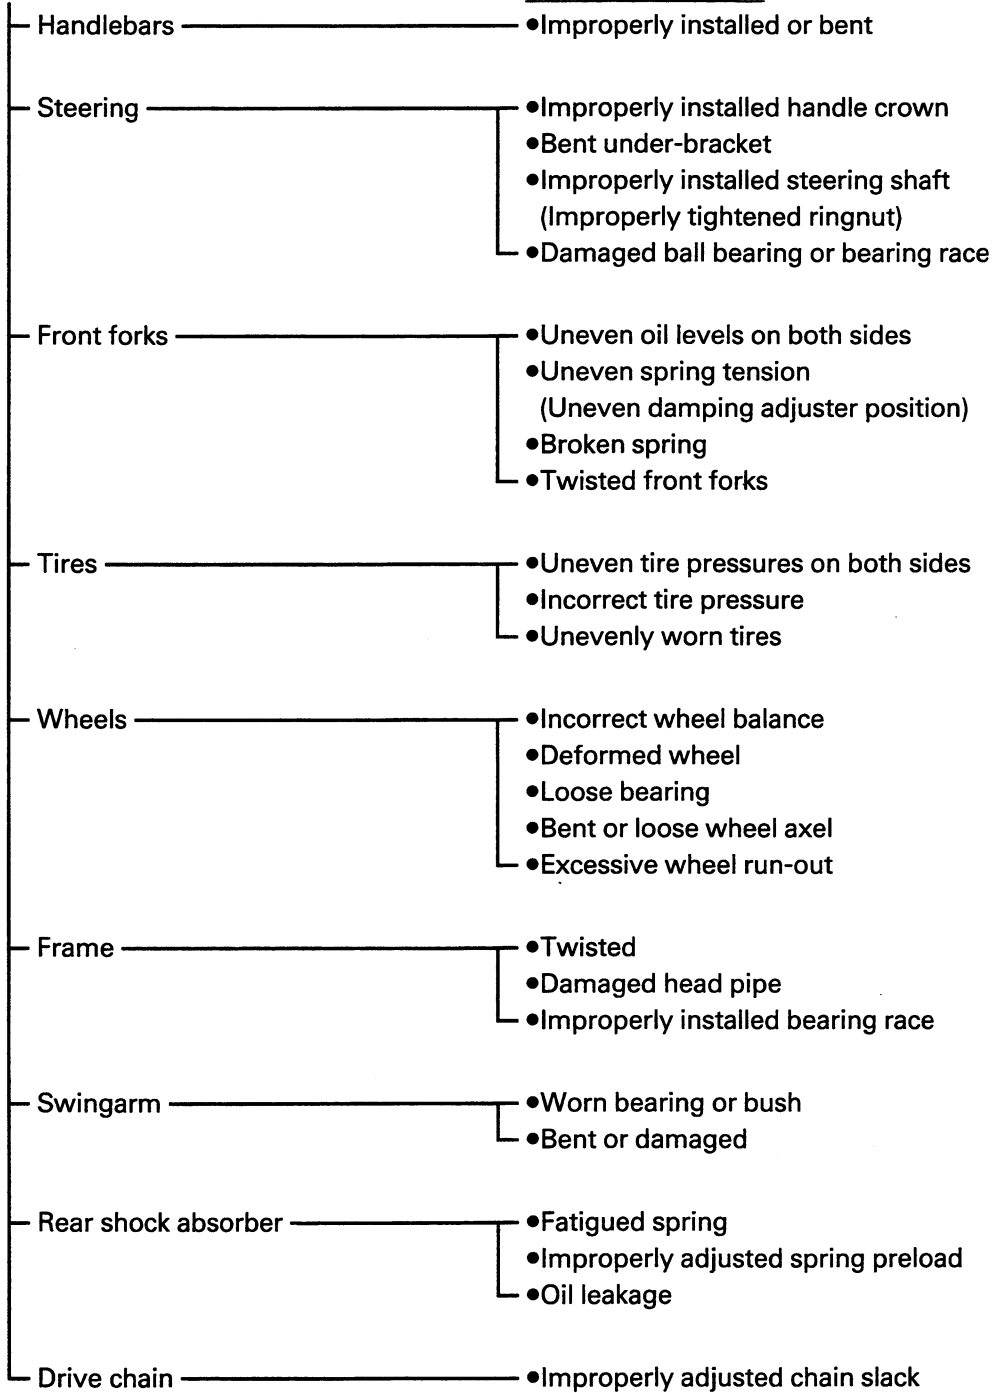 Handlebars ●Improperly installed or bent
Steering ●Improperly installed handle crown
●Bent under-bracket
●Improperly installed steering shaft
(Improperly tightened ringnut)
●Damaged ball bearing or bearing race
Front forks ●Uneven oil levels on both sides
●Uneven spring tension
(Uneven damping adjuster position)
●Broken spring
●Twisted front forks
Tires ●Uneven tire pressures on both sides
●Incorrect tire pressure
●Unevenly worn tires
Wheels ●Incorrect wheel balance
●Deformed wheel
●Loose bearing
●Bent or loose wheel axel
●Excessive wheel run-out
Frame ●Twisted
●Damaged head pipe
●Improperly installed bearing race
Swingarm ●Worn bearing or bush
●Bent or damaged
Rear shock absorber ●Fatigued spring
●Improperly adjusted spring preload
●Oil leakage
Drive chain ●Improperly adjusted chain slack